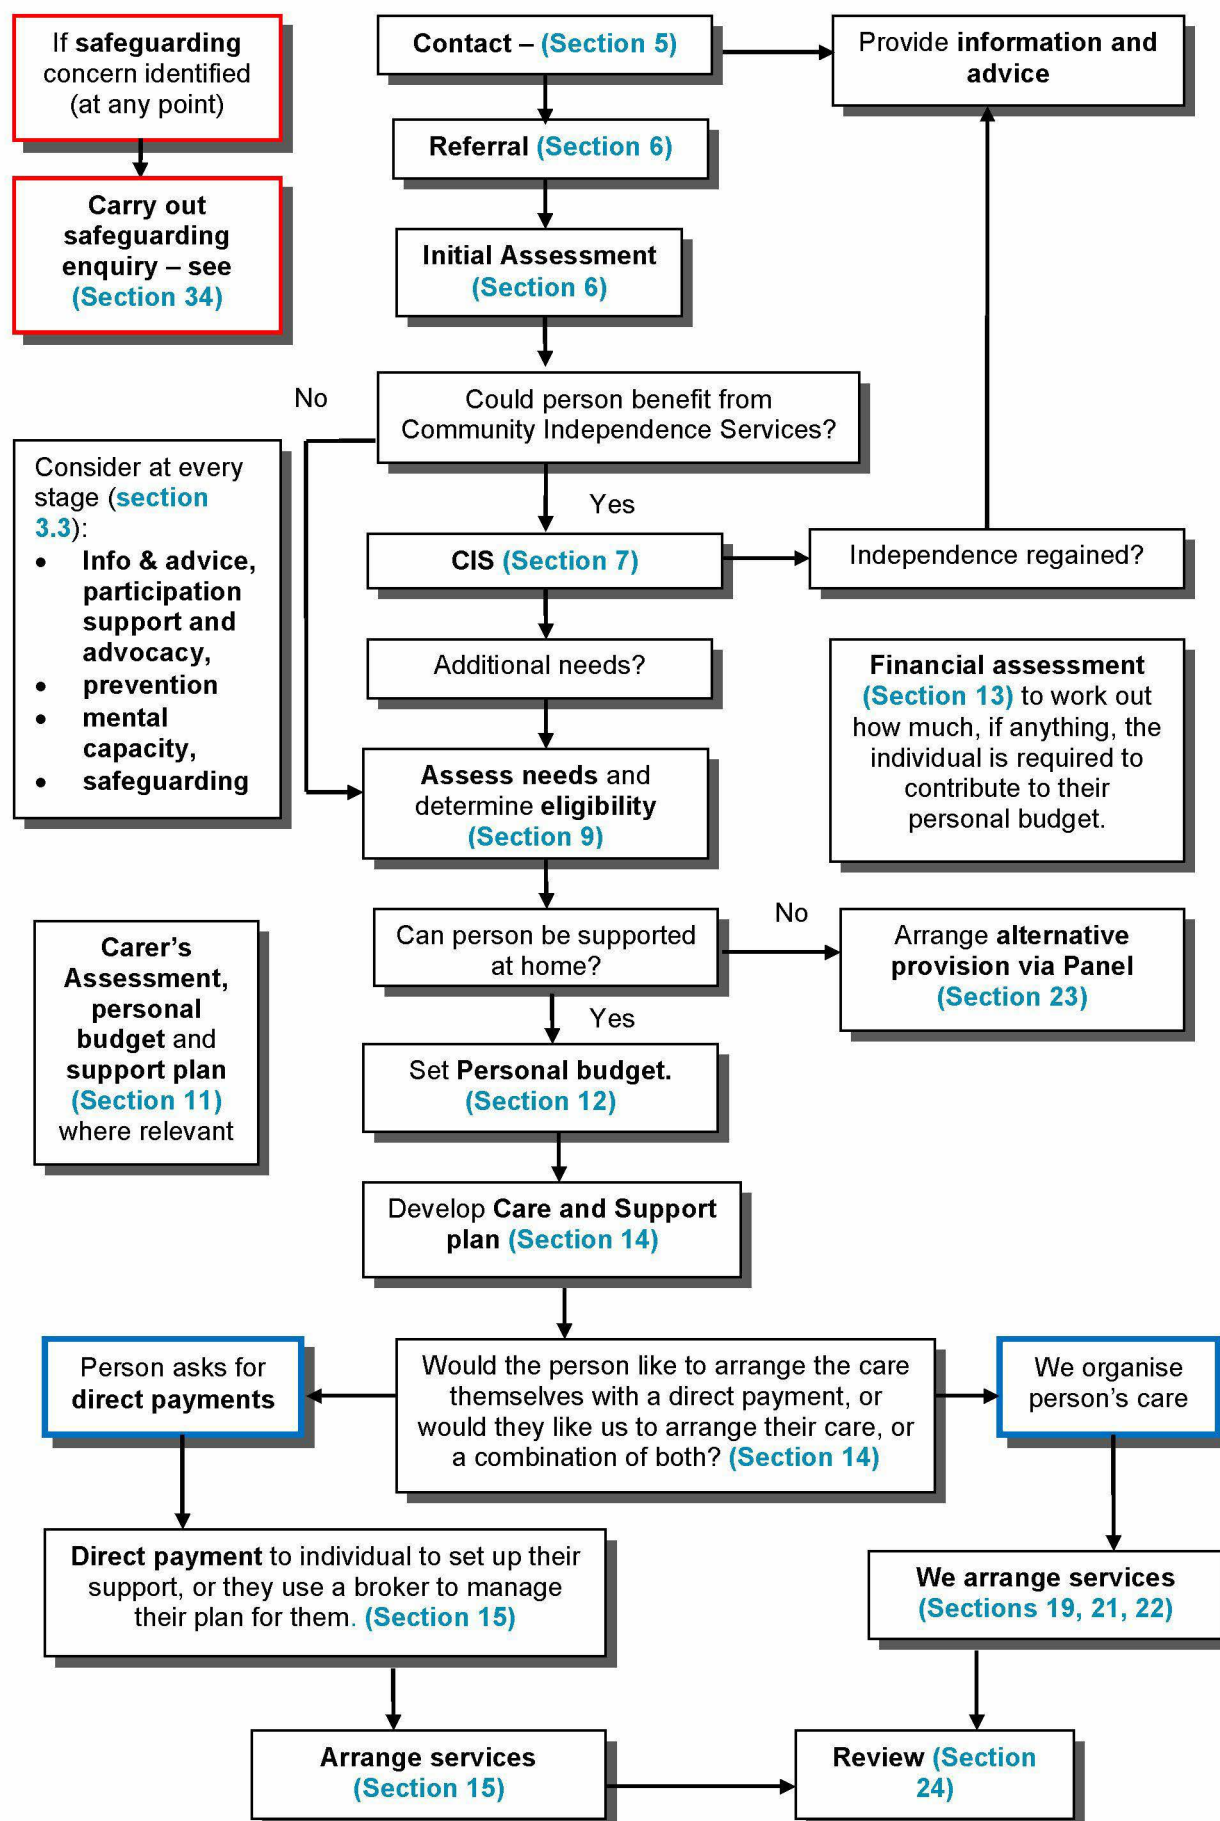 If safeguarding
concern identified
(at any point)
Contact – (Section 5)
Provide information and
advice
Referral (Section 6)
Carry out
safeguarding
enquiry – see
(Section 34)
Initial Assessment
(Section 6)
No
Could person benefit from
Community Independence Services?
Consider at every
stage (section
3.3):
• Info & advice,
participation
support and
advocacy,
• prevention
• mental
capacity,
• safeguarding
Yes
CIS (Section 7)
Independence regained?
Additional needs?
Financial assessment
(Section 13) to work out
how much, if anything, the
individual is required to
contribute to their
personal budget.
Assess needs and
determine eligibility
(Section 9)
Can person be supported
at home?
No
Arrange alternative
provision via Panel
(Section 23)
Carer’s
Assessment,
personal
budget and
support plan
(Section 11)
where relevant
Yes
Set Personal budget.
(Section 12)
Develop Care and Support
plan (Section 14)
Person asks for
direct payments
Would the person like to arrange the care
themselves with a direct payment, or
would they like us to arrange their care, or
a combination of both? (Section 14)
We organise
person’s care
Direct payment to individual to set up their
support, or they use a broker to manage
their plan for them. (Section 15)
We arrange services
(Sections 19, 21, 22)
Arrange services
(Section 15)
Review (Section
24)